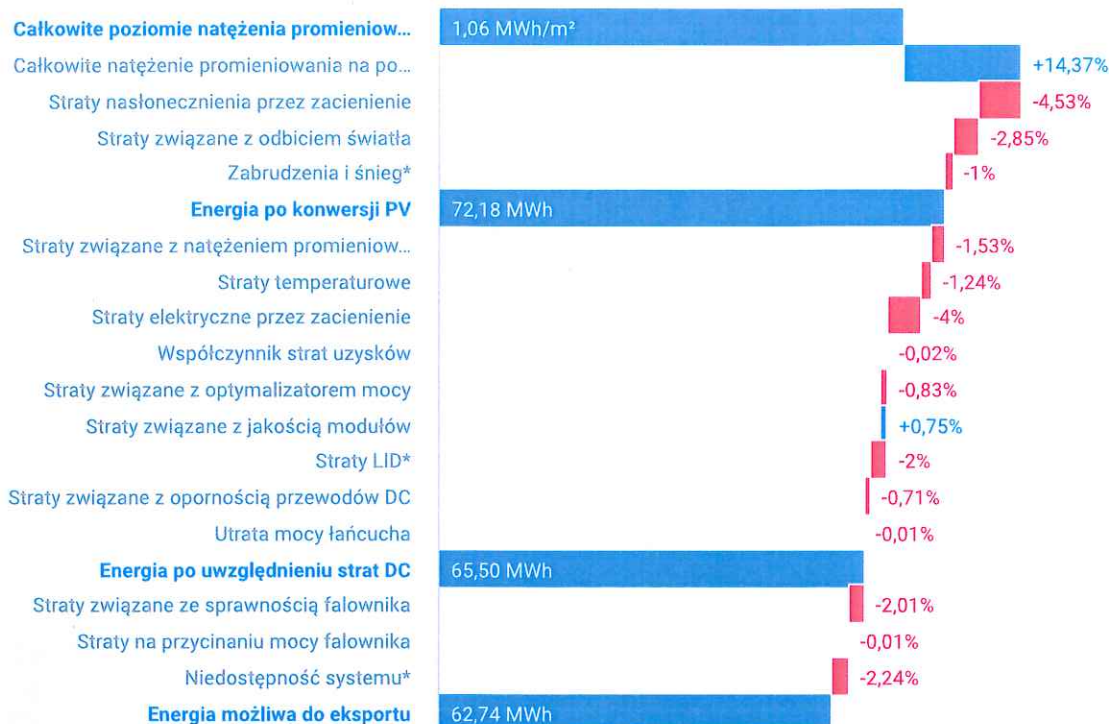 Całkowite poziomie natężenia promieniow... 1,06 MWh/m²
Całkowite natężenie promieniowania na po... +14,37%
Straty nasłonecznienia przez zacienienie -4,53%
Straty związane z odbiciem światła -2,85%
Zabrudzenia i śnieg* -1%
Energia po konwersji PV 72,18 MWh
Straty związane z natężeniem promieniow... -1,53%
Straty temperaturowe -1,24%
Straty elektryczne przez zacienienie -4%
Współczynnik strat uzysków -0,02%
Straty związane z optymalizatorem mocy -0,83%
Straty związane z jakością modułów +0,75%
Straty LID* -2%
Straty związane z opornością przewodów DC -0,71%
Utrata mocy łańcucha -0,01%
Energia po uwzględnieniu strat DC 65,50 MWh
Straty związane ze sprawnością falownika -2,01%
Straty na przycinaniu mocy falownika -0,01%
Niedostępność systemu* -2,24%
Energia możliwa do eksportu 62,74 MWh